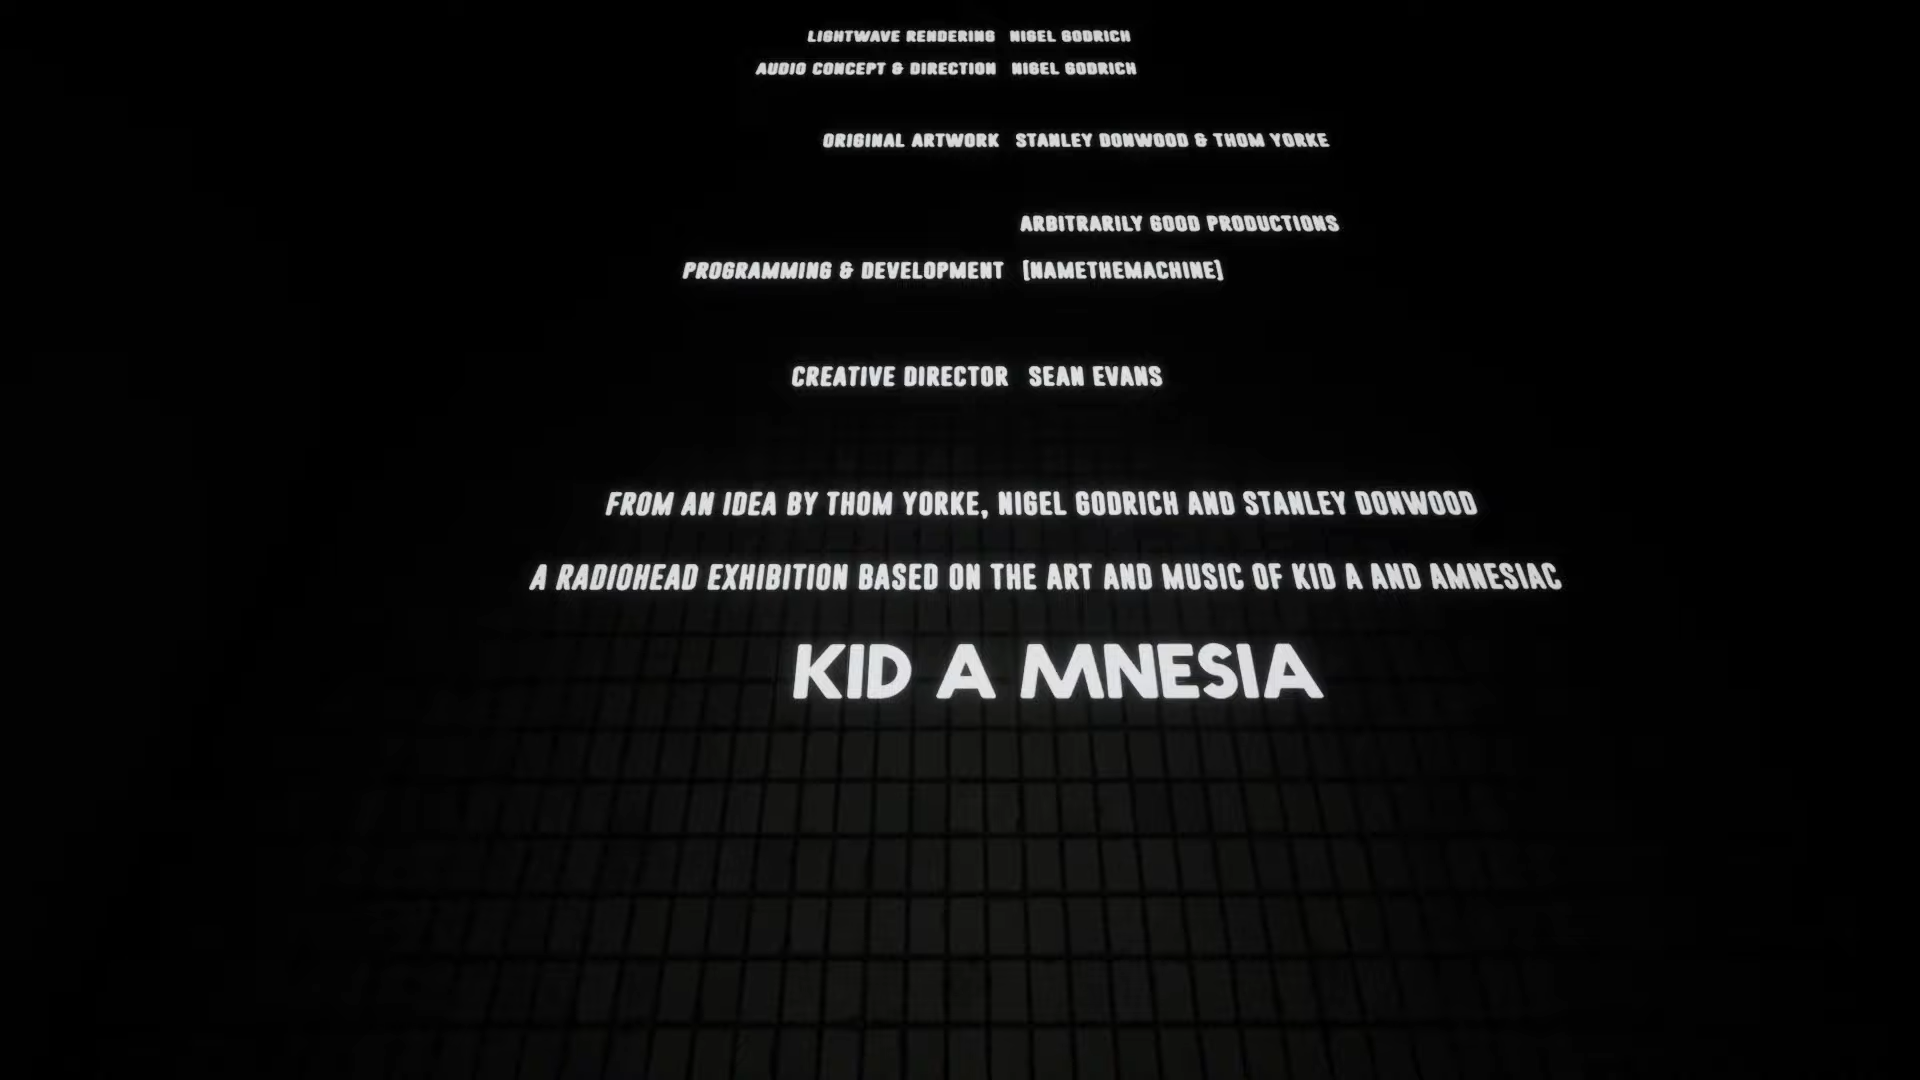 LIGHTWAVE RENDERING NIGEL GODRICH
AUDIO CONCEPT & DIRECTION NIGEL GODRICH
ORIGINAL ARTWORK STANLEY DONWOOD & THOM YORKE
ARBITRARILY GOOD PRODUCTIONS
PROGRAMMING & DEVELOPMENT [NAMETHEMACHINE]
CREATIVE DIRECTOR SEAN EVANS
FROM AN IDEA BY THOM YORKE, NIGEL GODRICH AND STANLEY DONWOOD
A RADIOHEAD EXHIBITION BASED ON THE ART AND MUSIC OF KID A AND AMNESIAC
KID A MNESIA